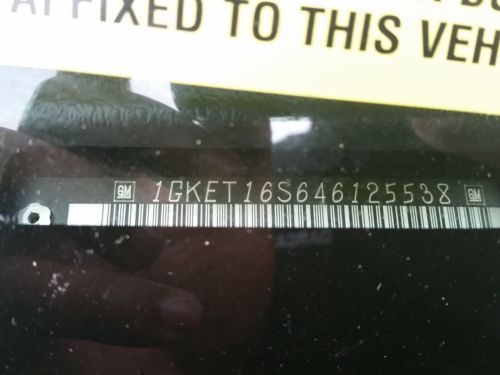 AFFIXED TO THIS VEH
GM 1GKET16S646125538 GM